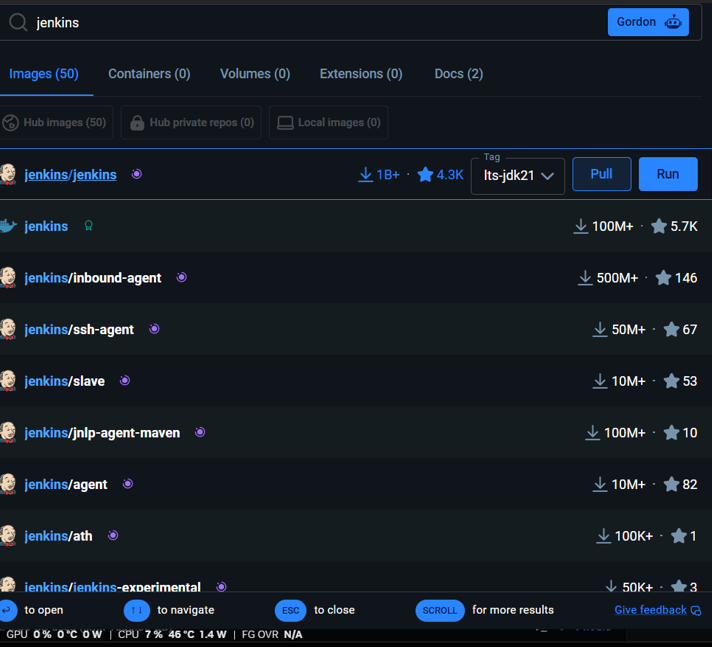 jenkins Gordon
Images (50) Containers (0) Volumes (0) Extensions (0) Docs (2)
Hub images (50) Hub private repos (0) Local images (0)
Tag
jenkins/jenkins 1B+ · 4.3K lts-jdk21 Pull Run
jenkins 100M+ · 5.7K
jenkins/inbound-agent 500M+ · 146
jenkins/ssh-agent 50M+ · 67
jenkins/slave 10M+ · 53
jenkins/jnlp-agent-maven 100M+ · 10
jenkins/agent 10M+ · 82
jenkins/ath 100K+ · 1
jenkins/jenkins-experimental 50K+ · 3
to open ↑↓ to navigate ESC to close SCROLL for more results Give feedback
GPU 0 % 0 °C 0 W | CPU 7 % 46 °C 1.4 W | FG OVR N/A